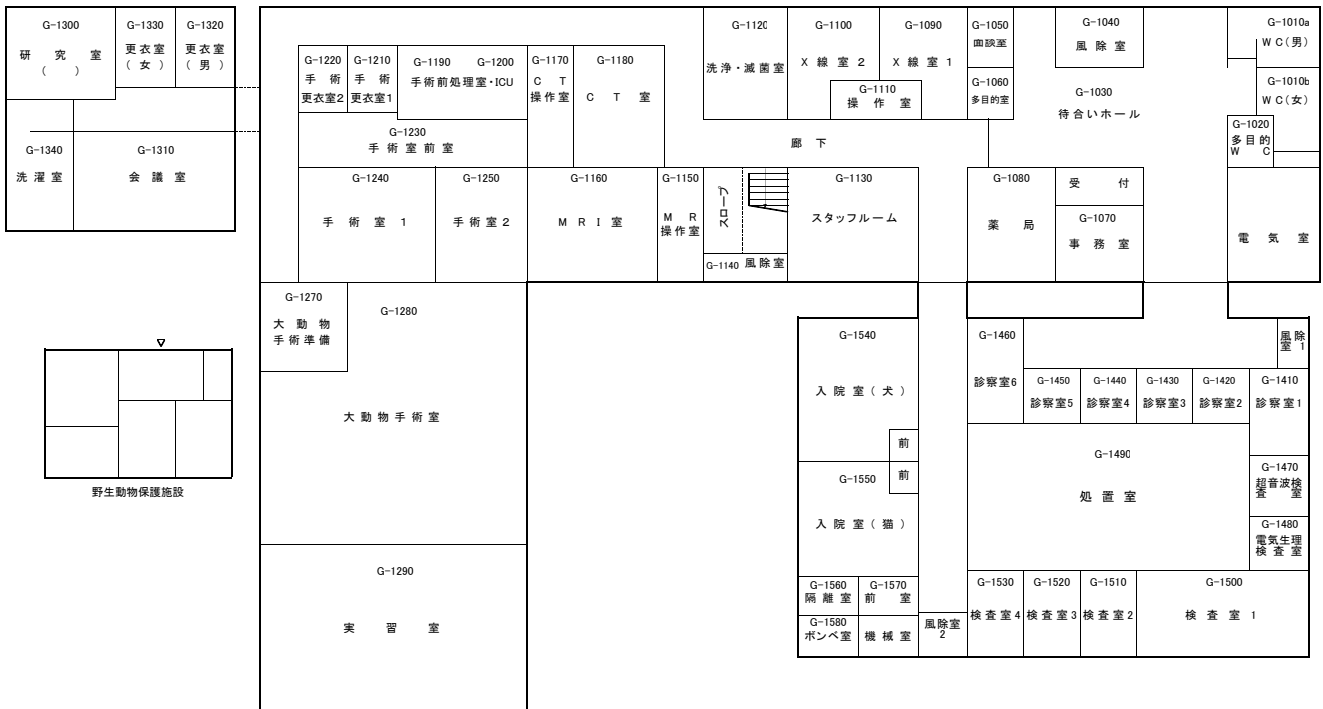 G-1300
研究室
(　　)
G-1330
更衣室
(女)
G-1320
更衣室
(男)
G-1340
洗濯室
G-1310
会議室
G-1220
手術
更衣室2
G-1210
手術
更衣室1
G-1190 G-1200
手術前処理室・ICU
G-1170
CT
操作室
G-1180
CT室
G-1120
洗浄・滅菌室
G-1100
X線室2
G-1090
X線室1
G-1110
操作室
G-1050
面談室
G-1060
多目的室
G-1040
風除室
G-1030
待合いホール
G-1010a
WC(男)
G-1010b
WC(女)
G-1020
多目的
WC
G-1230
手術室前室
廊下
G-1240
手術室1
G-1250
手術室2
G-1160
MRI室
G-1150
MR
操作室
スロープ
G-1140 風除室
G-1130
スタッフルーム
G-1080
薬局
受付
G-1070
事務室
電気室
G-1270
大動物
手術準備
G-1280
大動物手術室
G-1290
実習室
野生動物保護施設
G-1540
入院室(犬)
前
前
G-1550
入院室(猫)
G-1560
隔離室
G-1570
前室
G-1580
ボンベ室
機械室
風除室
2
G-1460
診察室6
G-1450
診察室5
G-1440
診察室4
G-1430
診察室3
G-1420
診察室2
風除
室1
G-1410
診察室1
G-1490
処置室
G-1470
超音波検
査室
G-1480
電気生理
検査室
G-1530
検査室4
G-1520
検査室3
G-1510
検査室2
G-1500
検査室1